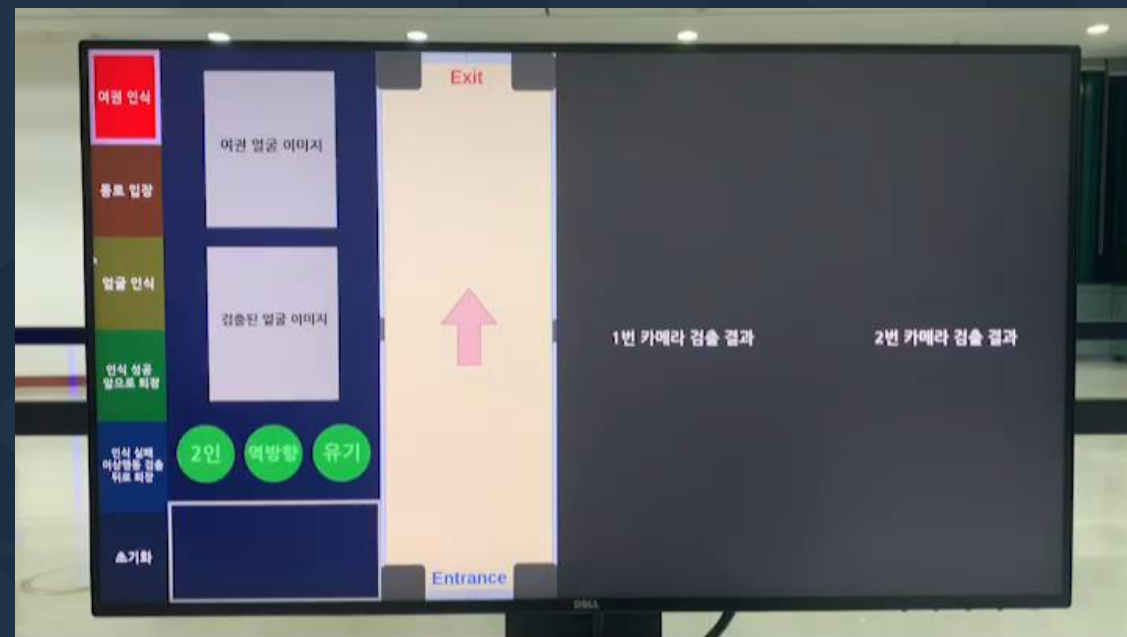 여권 인식
통로 입장
얼굴 인식
인식 성공
앞으로 퇴장
인식 실패
이상행동 검출
뒤로 퇴장
초기화
여권 얼굴 이미지
검출된 얼굴 이미지
2인 역방향 유기
Exit
Entrance
1번 카메라 검출 결과
2번 카메라 검출 결과
DELL